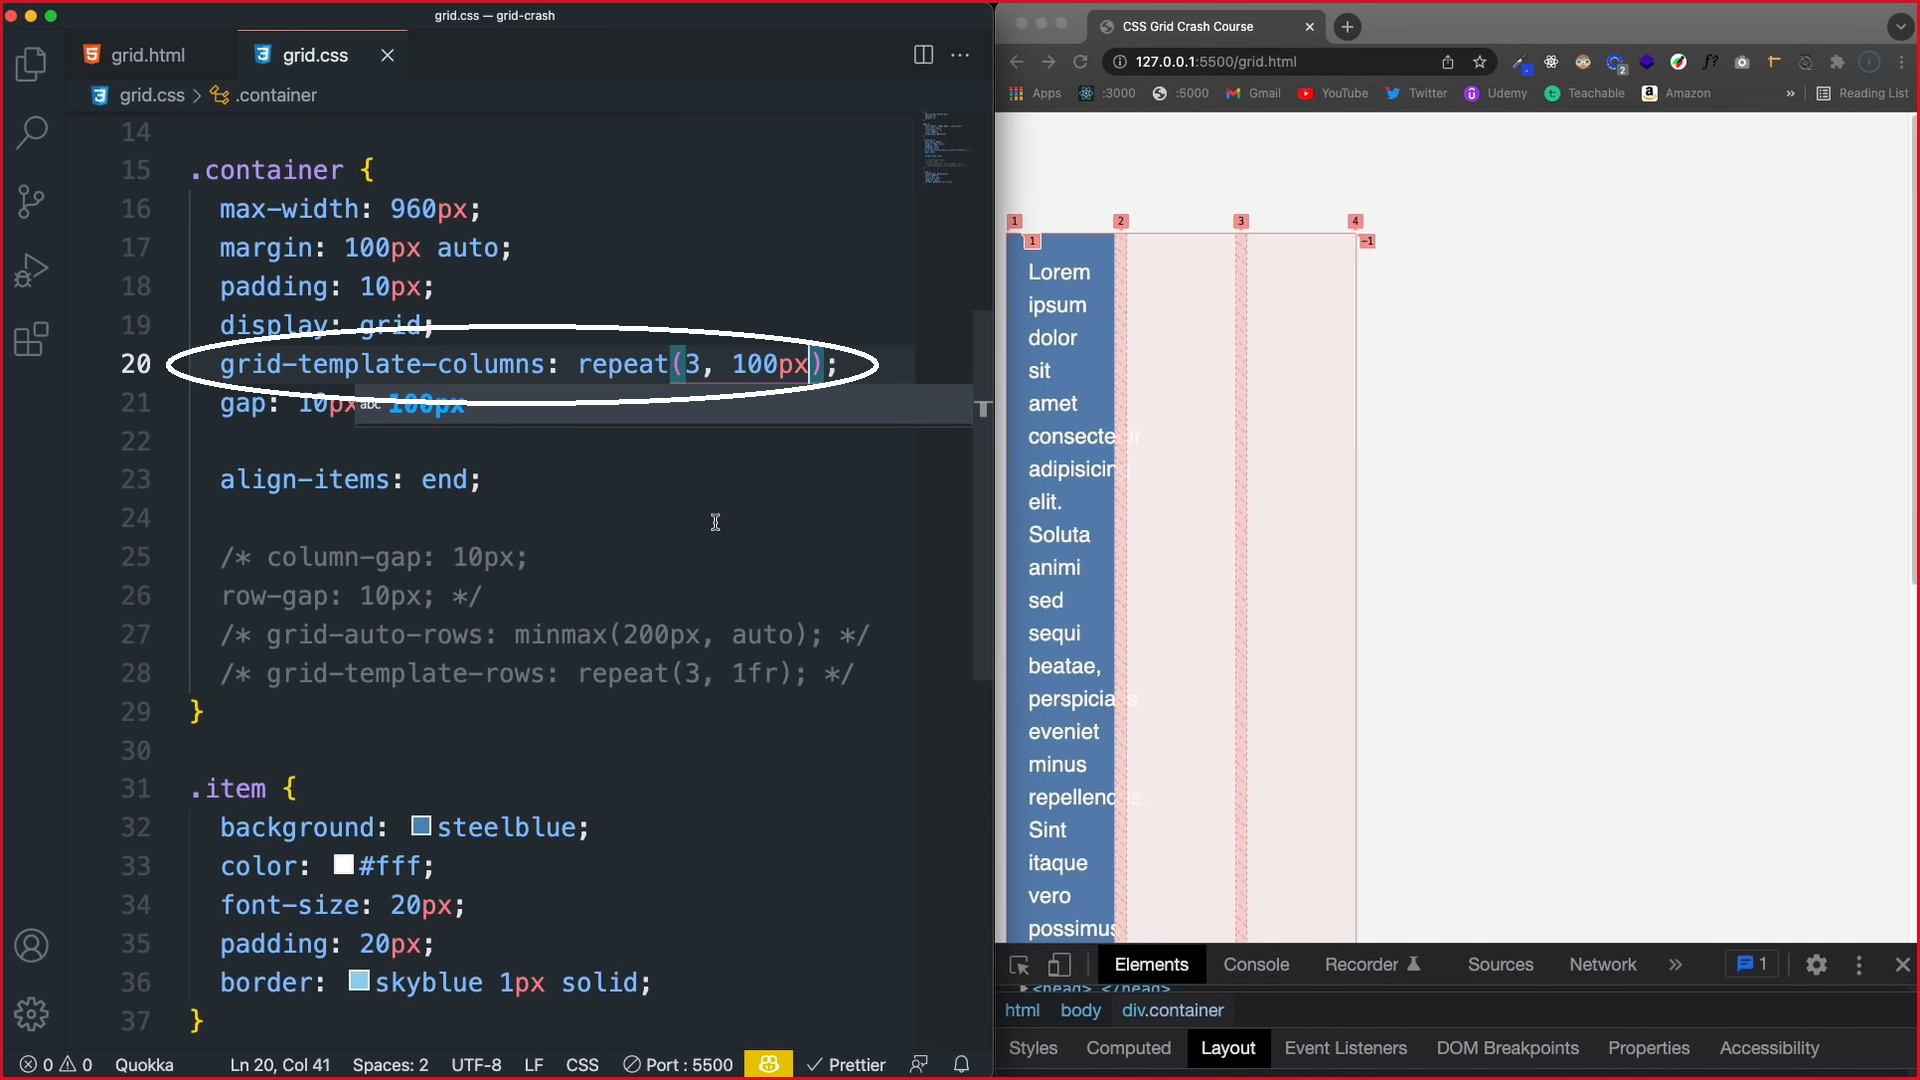 grid.css — grid-crash
grid.html
grid.css
grid.css > .container
14
15 .container {
16 max-width: 960px;
17 margin: 100px auto;
18 padding: 10px;
19 display: grid;
20 grid-template-columns: repeat(3, 100px);
21 gap: 10px
abc 100px
22
23 align-items: end;
24
25 /* column-gap: 10px;
26 row-gap: 10px; */
27 /* grid-auto-rows: minmax(200px, auto); */
28 /* grid-template-rows: repeat(3, 1fr); */
29 }
30
31 .item {
32 background: steelblue;
33 color: #fff;
34 font-size: 20px;
35 padding: 20px;
36 border: skyblue 1px solid;
37 }
0 0 Quokka Ln 20, Col 41 Spaces: 2 UTF-8 LF CSS Port : 5500 Prettier
CSS Grid Crash Course
127.0.0.1:5500/grid.html
f?
2
Apps :3000 :5000 Gmail YouTube Twitter Udemy Teachable Amazon » Reading List
1 2 3 4
1 -1
Lorem
ipsum
dolor
sit
amet
adipisicing
elit.
Soluta
animi
sed
sequi
beatae,
eveniet
minus
Sint
itaque
vero
possimus
Elements Console Recorder Sources Network » 1
<head> </head>
html body div.container
Styles Computed Layout Event Listeners DOM Breakpoints Properties Accessibility